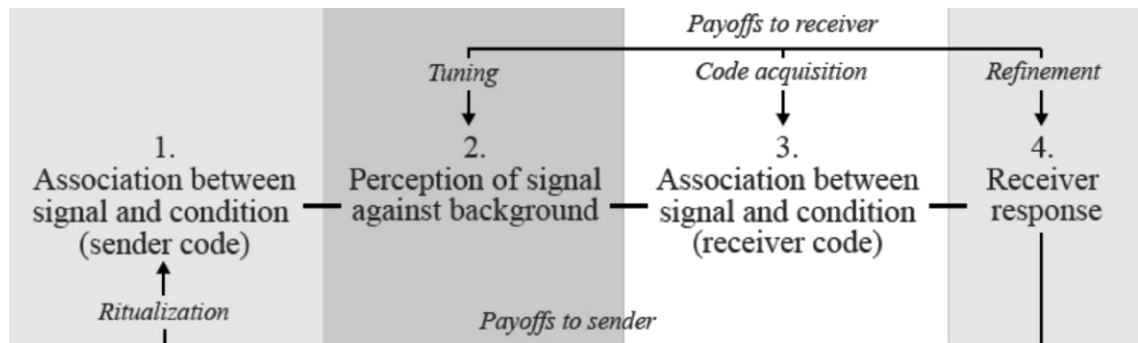 Payoffs to receiver
Tuning
Code acquisition
Refinement
1.
Association between
signal and condition
(sender code)
2.
Perception of signal
against background
3.
Association between
signal and condition
(receiver code)
4.
Receiver
response
Ritualization
Payoffs to sender